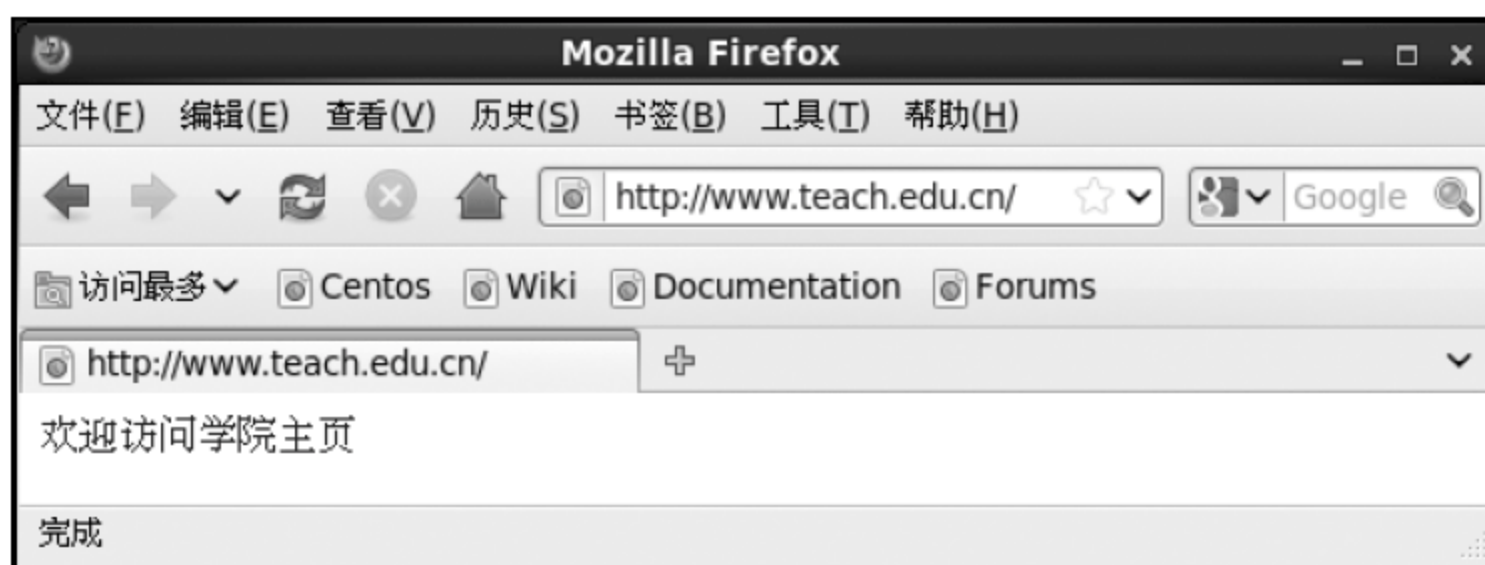 Mozilla Firefox
文件(F) 编辑(E) 查看(V) 历史(S) 书签(B) 工具(T) 帮助(H)
http://www.teach.edu.cn/ Google
访问最多 Centos Wiki Documentation Forums
http://www.teach.edu.cn/
欢迎访问学院主页
完成